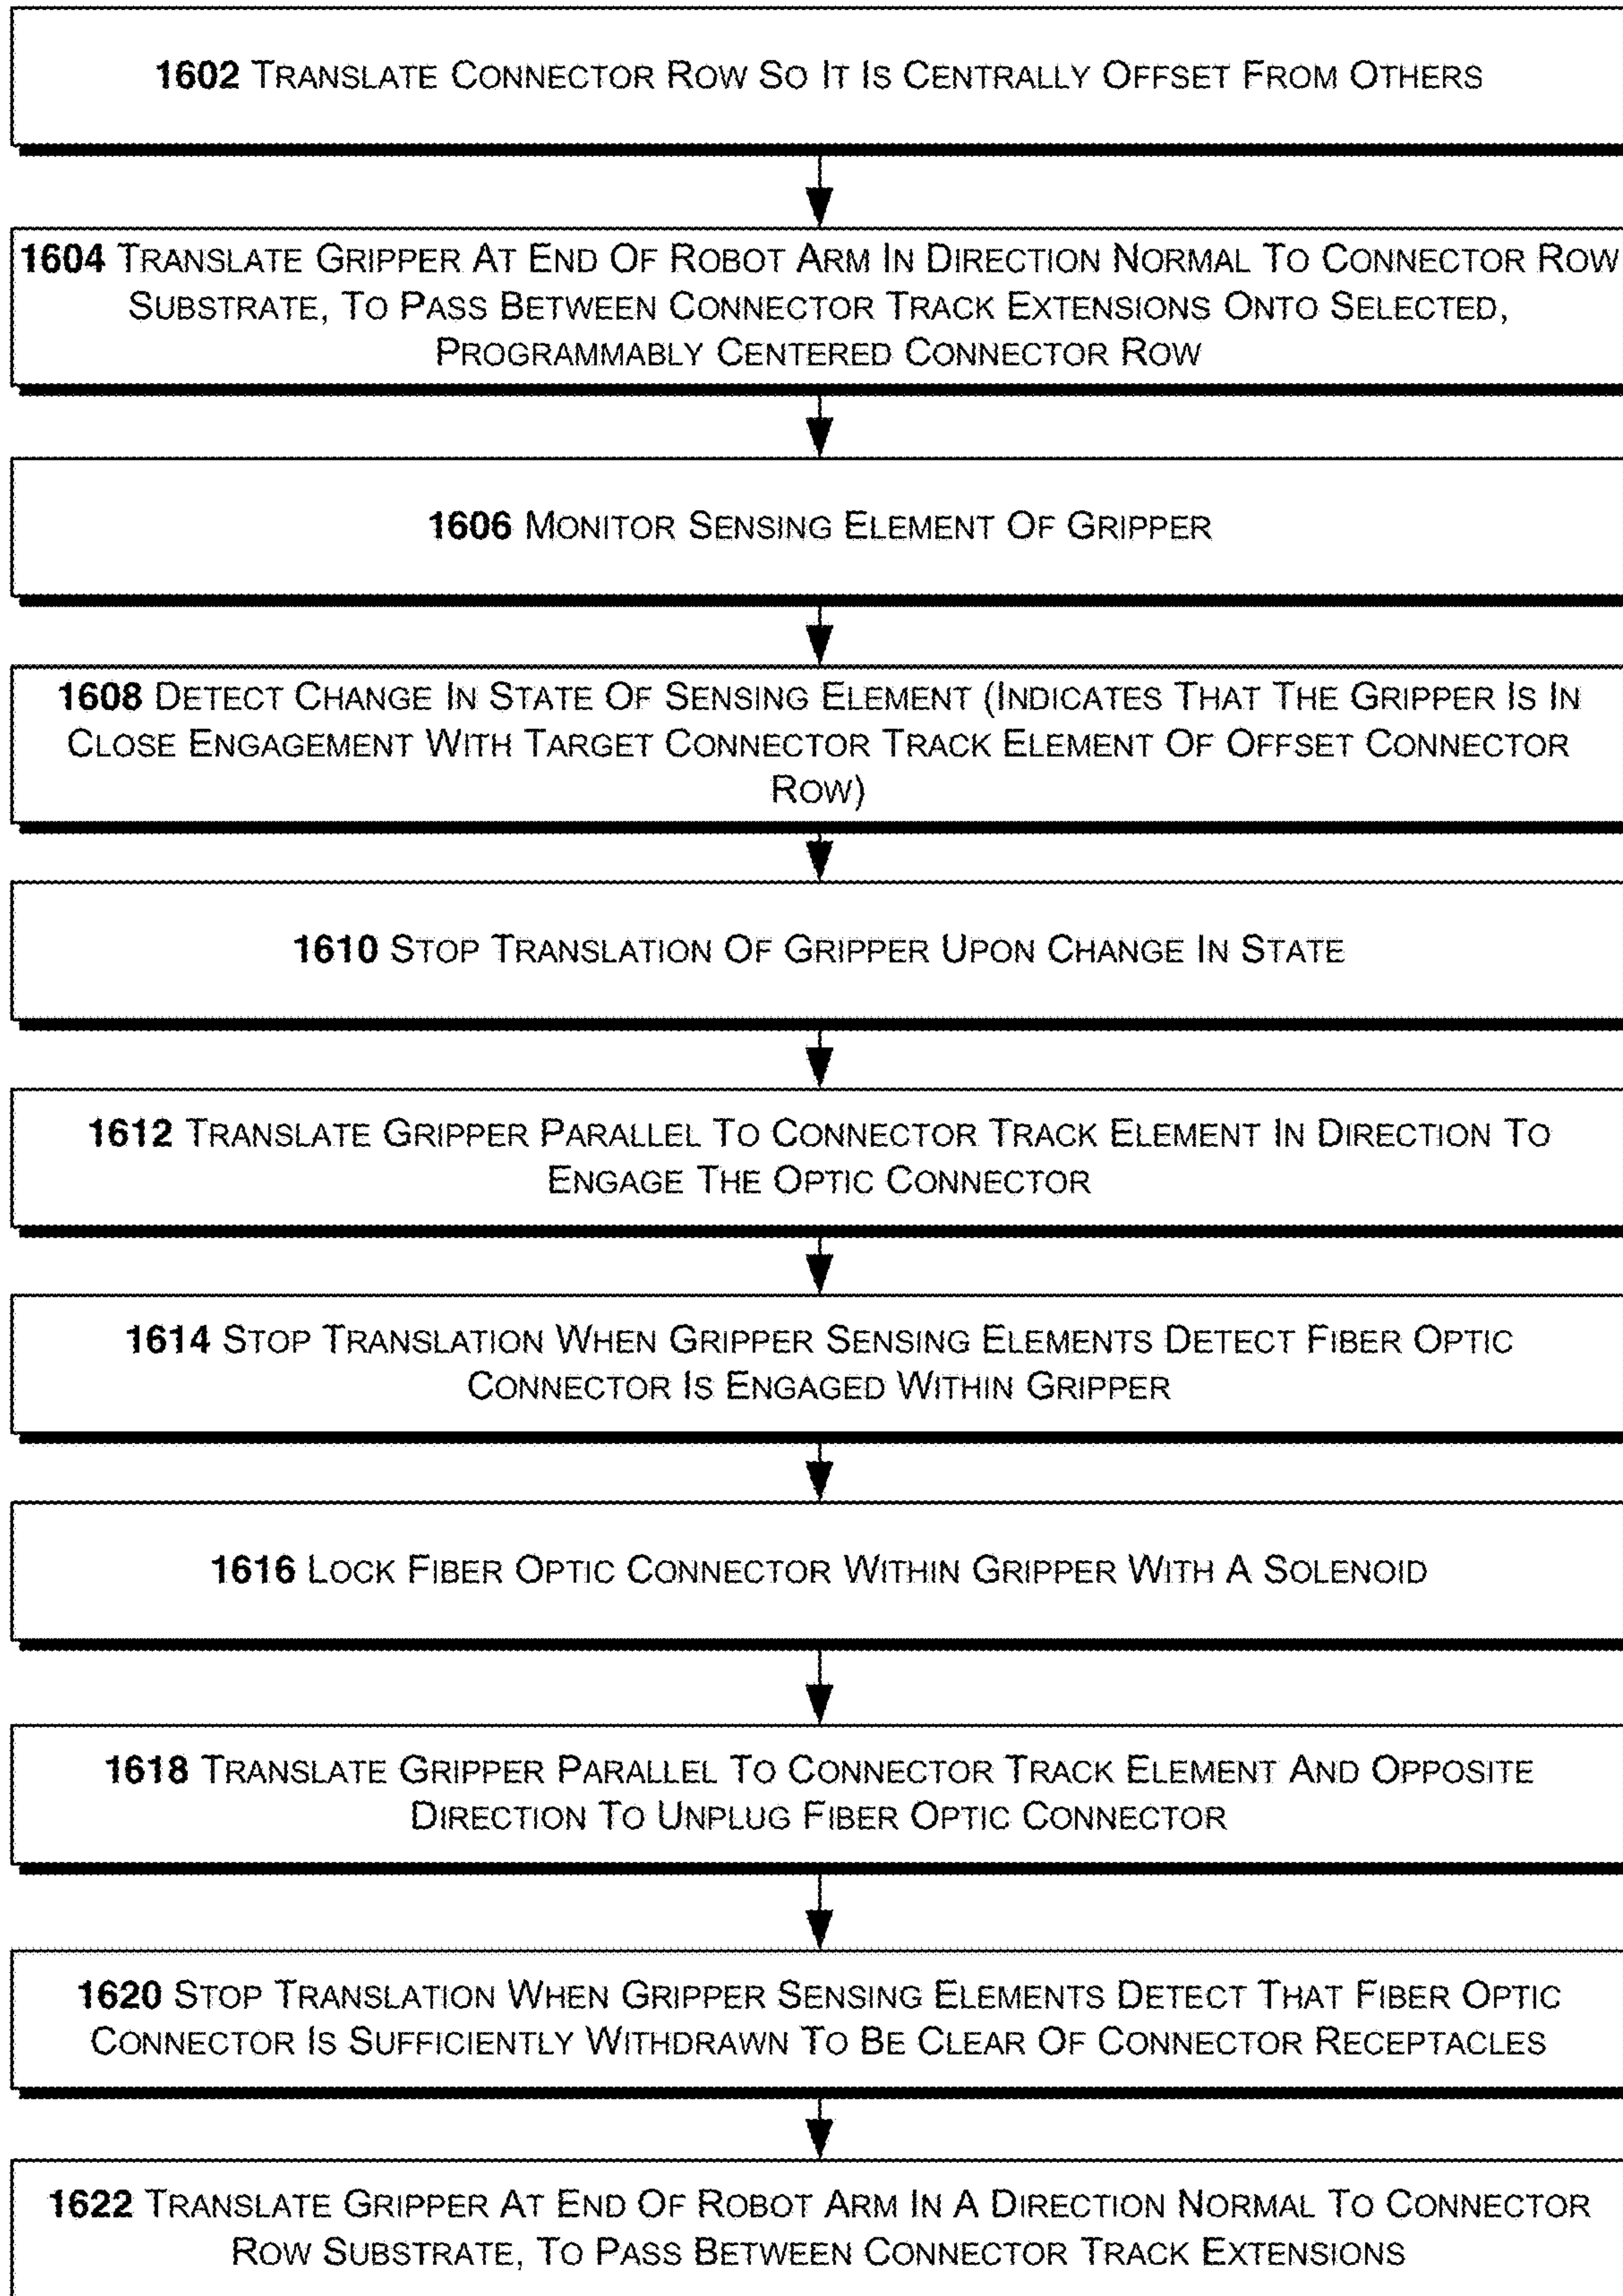 1602 Translate Connector Row So It Is Centrally Offset From Others
1604 Translate Gripper At End Of Robot Arm In Direction Normal To Connector Row
Substrate, To Pass Between Connector Track Extensions Onto Selected,
Programmably Centered Connector Row
1606 Monitor Sensing Element Of Gripper
1608 Detect Change In State Of Sensing Element (Indicates That The Gripper Is In
Close Engagement With Target Connector Track Element Of Offset Connector
Row)
1610 Stop Translation Of Gripper Upon Change In State
1612 Translate Gripper Parallel To Connector Track Element In Direction To
Engage The Optic Connector
1614 Stop Translation When Gripper Sensing Elements Detect Fiber Optic
Connector Is Engaged Within Gripper
1616 Lock Fiber Optic Connector Within Gripper With A Solenoid
1618 Translate Gripper Parallel To Connector Track Element And Opposite
Direction To Unplug Fiber Optic Connector
1620 Stop Translation When Gripper Sensing Elements Detect That Fiber Optic
Connector Is Sufficiently Withdrawn To Be Clear Of Connector Receptacles
1622 Translate Gripper At End Of Robot Arm In A Direction Normal To Connector
Row Substrate, To Pass Between Connector Track Extensions